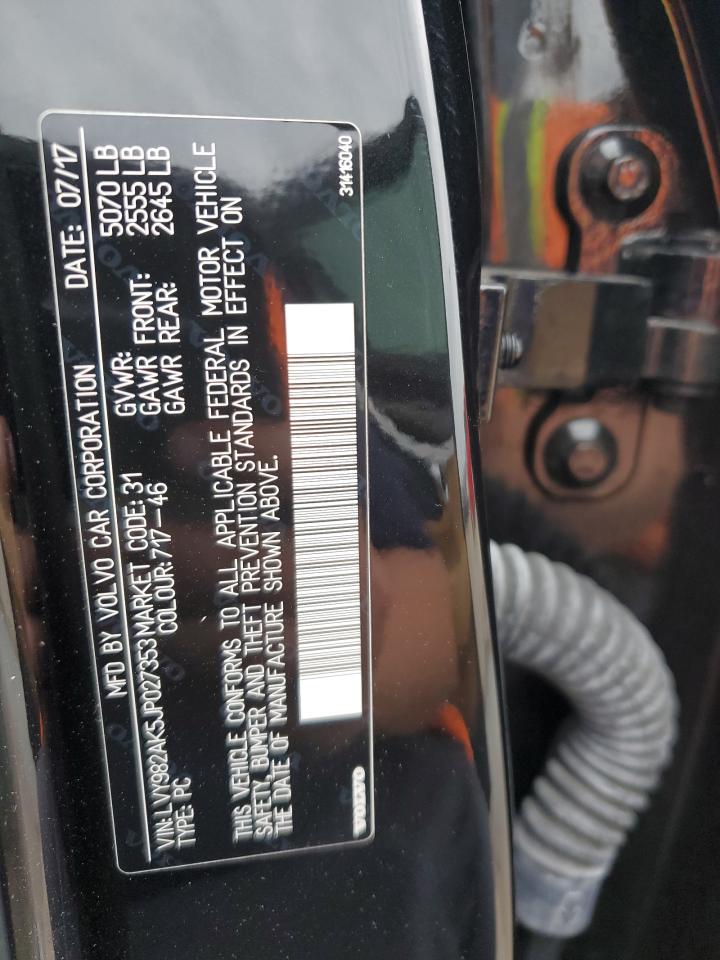 MFD BY VOLVO CAR CORPORATION DATE: 07/17
VIN:LVY982AK5JP027353 MARKET CODE: 31 GVWR: 5070 LB
TYPE: PC COLOUR: 717-46 GAWR FRONT: 2555 LB
GAWR REAR: 2645 LB
THIS VEHICLE CONFORMS TO ALL APPLICABLE FEDERAL MOTOR VEHICLE
SAFETY, BUMPER AND THEFT PREVENTION STANDARDS IN EFFECT ON
THE DATE OF MANUFACTURE SHOWN ABOVE.
VOLVO 31416040